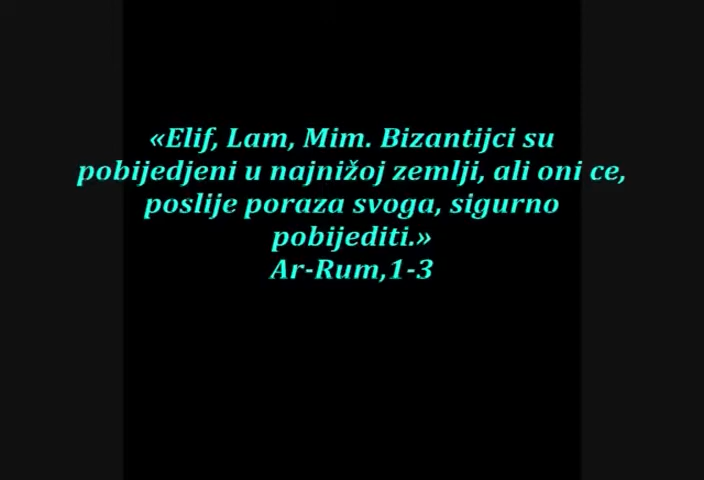 «Elif, Lam, Mim. Bizantijci su
pobijedjeni u najnižoj zemlji, ali oni ce,
poslije poraza svoga, sigurno
pobijediti.»
Ar-Rum,1-3